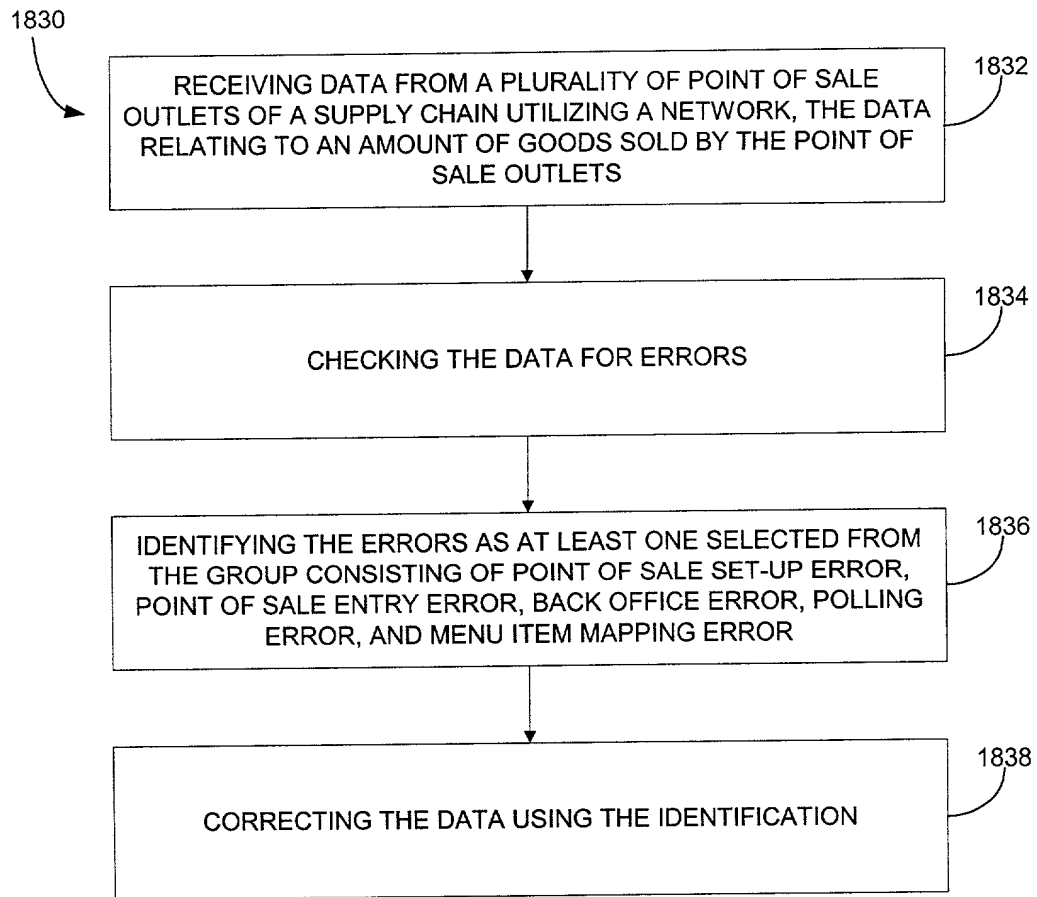 1830
1832
RECEIVING DATA FROM A PLURALITY OF POINT OF SALE
OUTLETS OF A SUPPLY CHAIN UTILIZING A NETWORK, THE DATA
RELATING TO AN AMOUNT OF GOODS SOLD BY THE POINT OF
SALE OUTLETS
1834
CHECKING THE DATA FOR ERRORS
1836
IDENTIFYING THE ERRORS AS AT LEAST ONE SELECTED FROM
THE GROUP CONSISTING OF POINT OF SALE SET-UP ERROR,
POINT OF SALE ENTRY ERROR, BACK OFFICE ERROR, POLLING
ERROR, AND MENU ITEM MAPPING ERROR
1838
CORRECTING THE DATA USING THE IDENTIFICATION